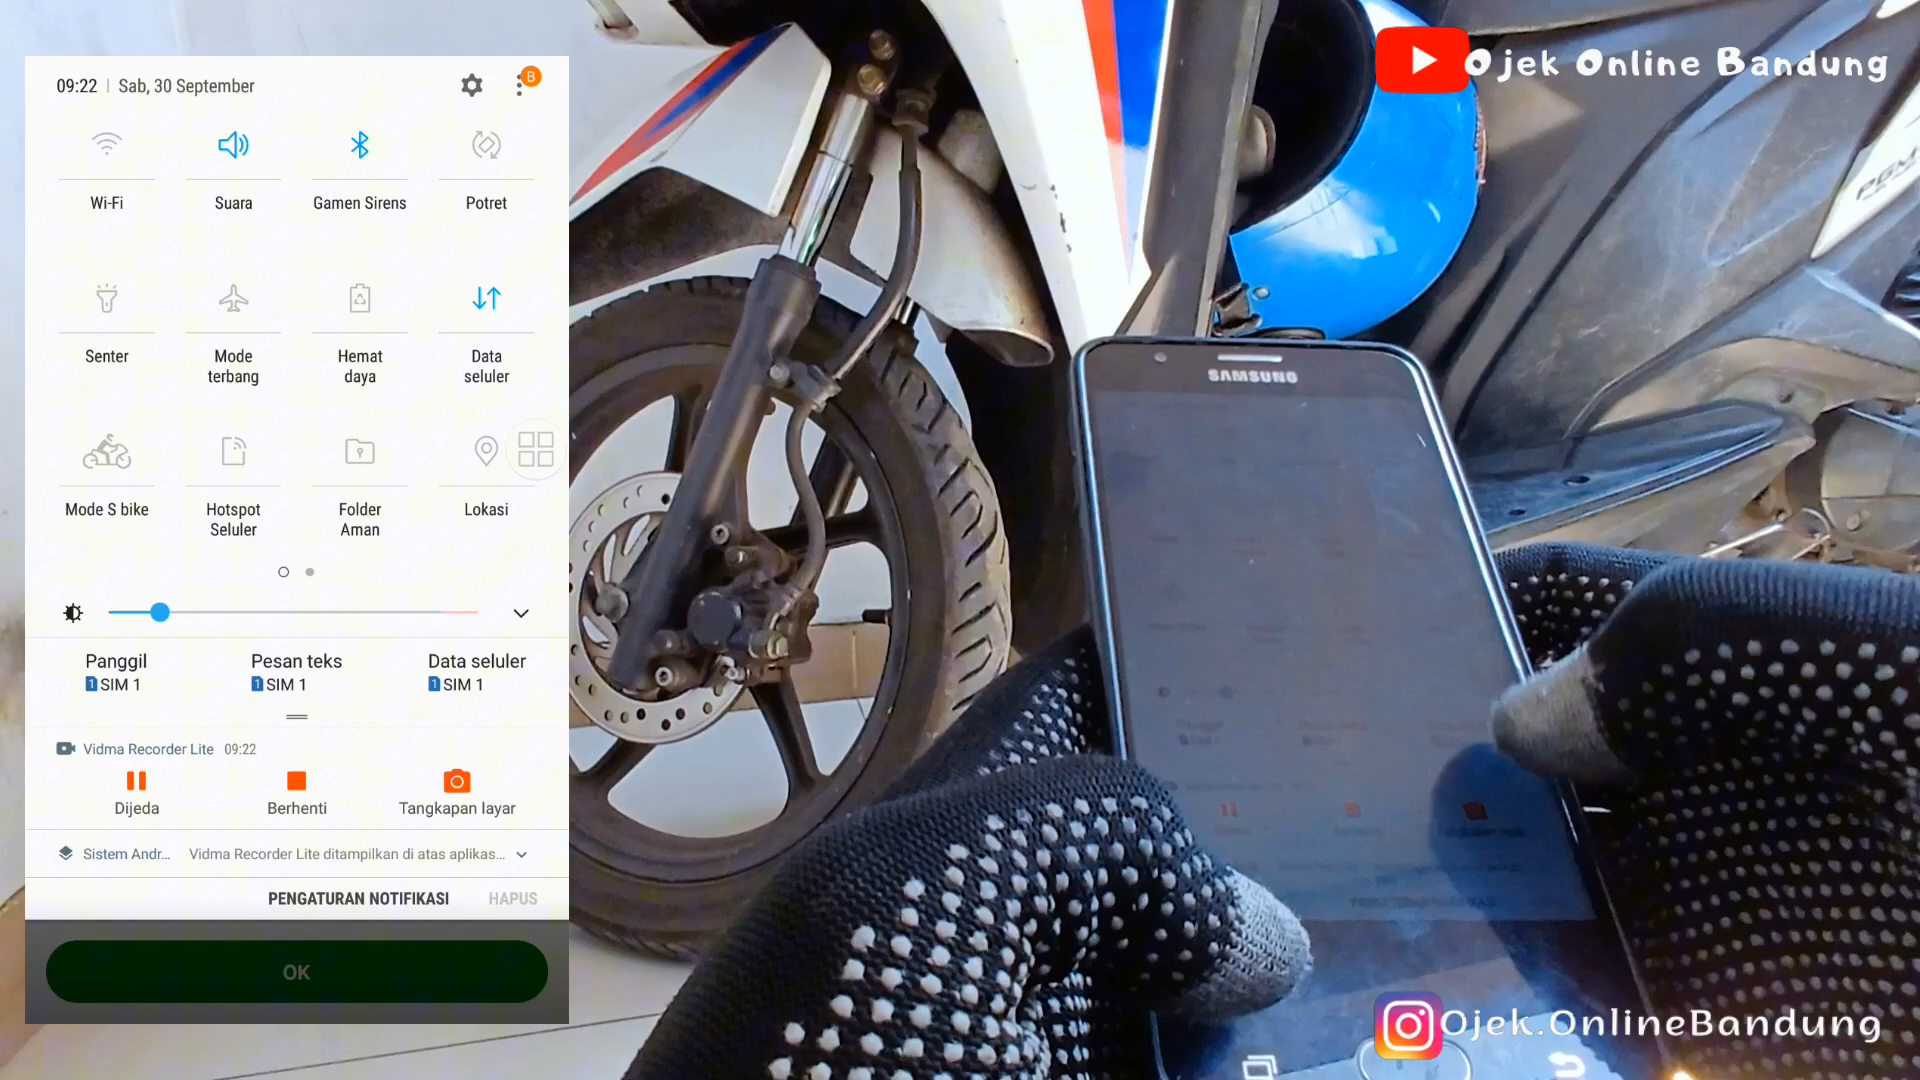 09:22 | Sab, 30 September
B
Wi-Fi
Suara
Gamen Sirens
Potret
Senter
Mode
terbang
Hemat
daya
Data
seluler
Mode S bike
Hotspot
Seluler
Folder
Aman
Lokasi
Panggil
1 SIM 1
Pesan teks
1 SIM 1
Data seluler
1 SIM 1
Vidma Recorder Lite 09:22
Dijeda
Berhenti
Tangkapan layar
Sistem Andr... Vidma Recorder Lite ditampilkan di atas aplikas...
PENGATURAN NOTIFIKASI HAPUS
OK
Ojek Online Bandung
SAMSUNG
Ojek.OnlineBandung